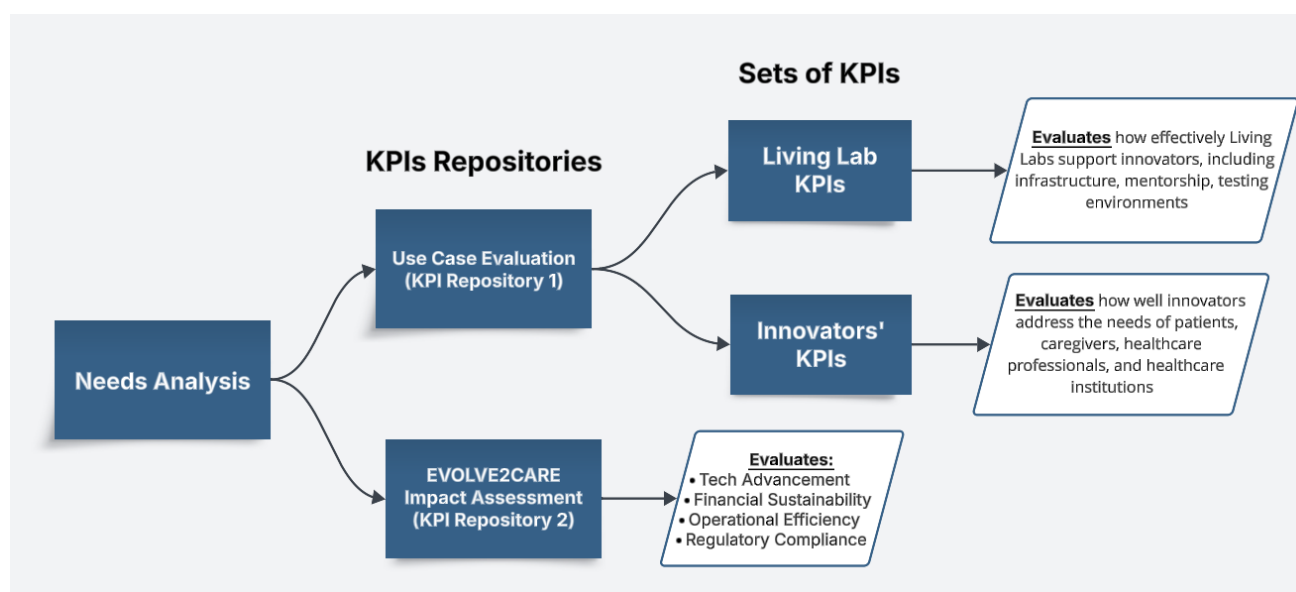 Sets of KPIs
KPIs Repositories
Needs Analysis
Use Case Evaluation
(KPI Repository 1)
Living Lab
KPIs
Evaluates how effectively Living
Labs support innovators, including
infrastructure, mentorship, testing
environments
Innovators'
KPIs
Evaluates how well innovators
address the needs of patients,
caregivers, healthcare
professionals, and healthcare
institutions
EVOLVE2CARE
Impact Assessment
(KPI Repository 2)
Evaluates:
• Tech Advancement
• Financial Sustainability
• Operational Efficiency
• Regulatory Compliance